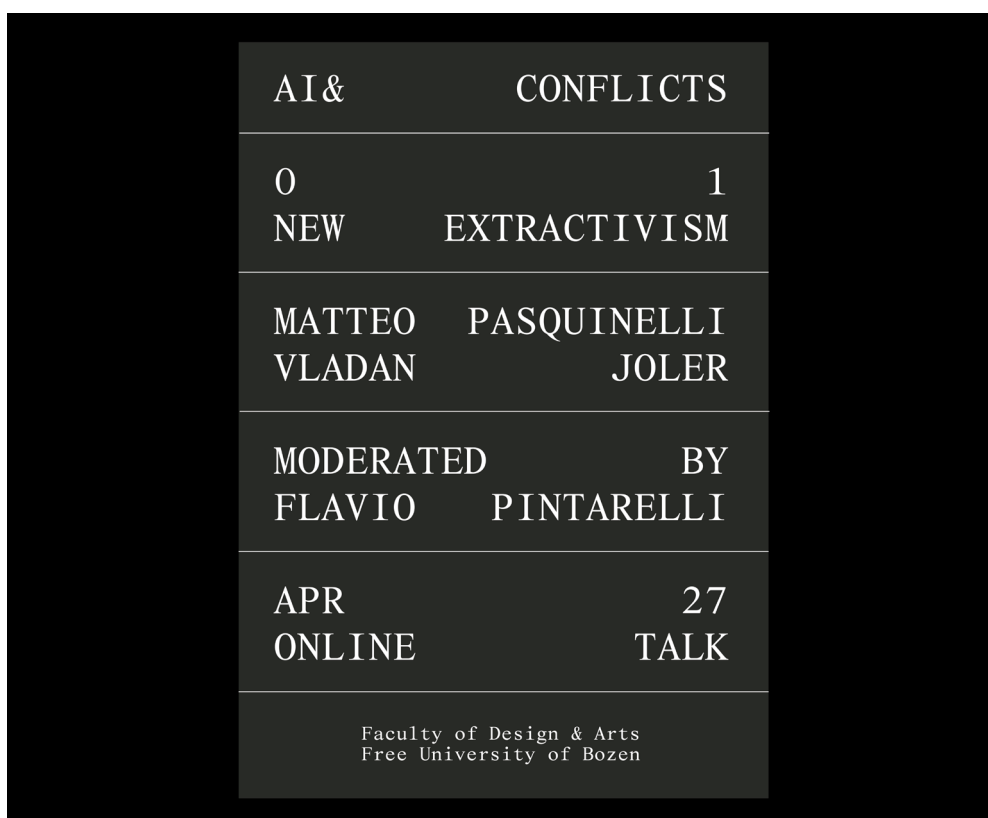 AI& CONFLICTS
0 1
NEW EXTRACTIVISM
MATTEO PASQUINELLI
VLADAN JOLER
MODERATED BY
FLAVIO PINTARELLI
APR 27
ONLINE TALK
Faculty of Design & Arts
Free University of Bozen